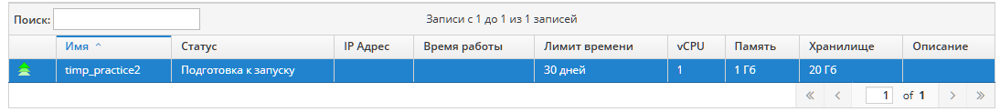 Поиск: Записи с 1 до 1 из 1 записей
Имя Статус IP Адрес Время работы Лимит времени vCPU Память Хранилище Описание
timp_practice2 Подготовка к запуску 30 дней 1 1 Гб 20 Гб
1 of 1